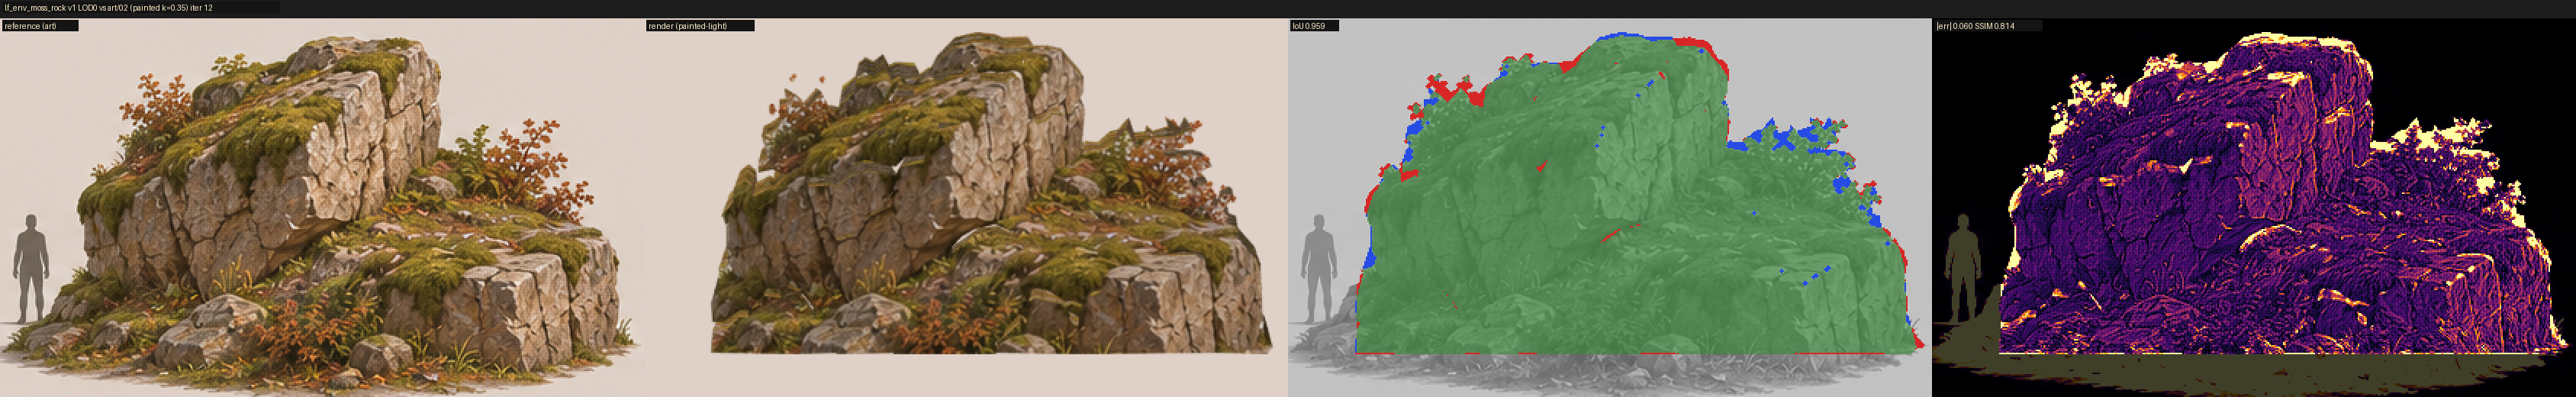 lf_env_moss_rock v1 LOD0 vs art/02 (painted k=0.35) iter 12
reference (art)
render (painted-light)
IoU 0.959
|err| 0.060 SSIM 0.814